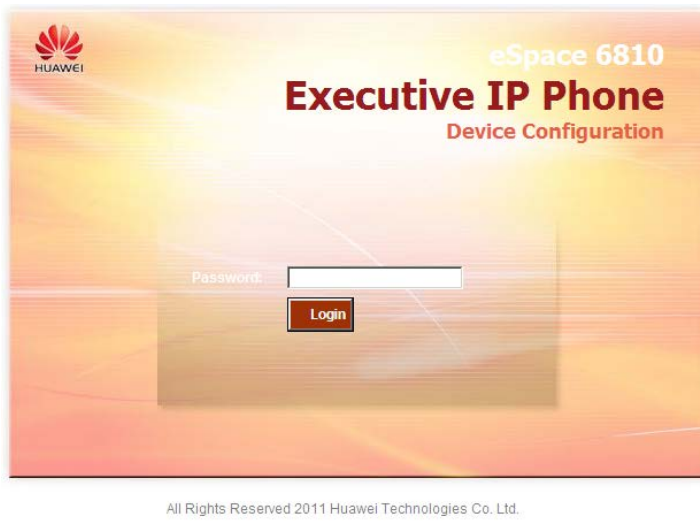 HUAWEI
eSpace 6810
Executive IP Phone
Device Configuration
Password:
Login
All Rights Reserved 2011 Huawei Technologies Co. Ltd.